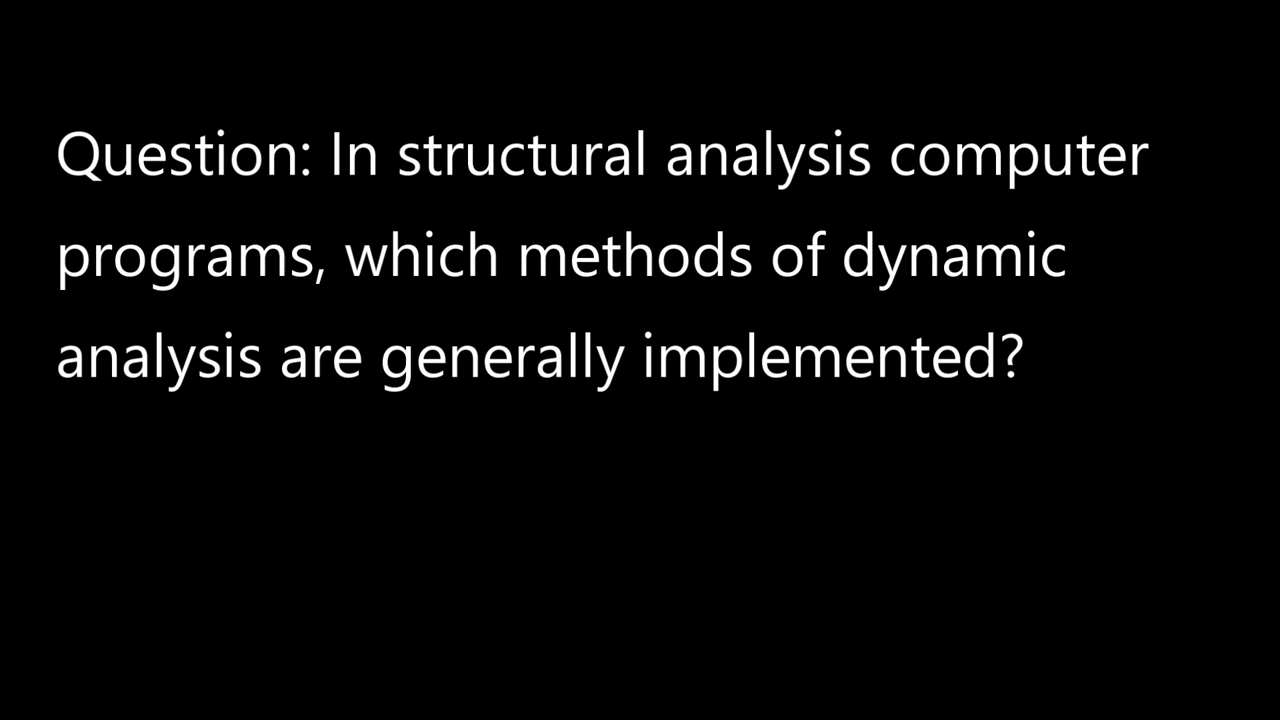 Question: In structural analysis computer
programs, which methods of dynamic
analysis are generally implemented?